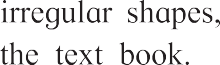 irregular shapes,
the text book.